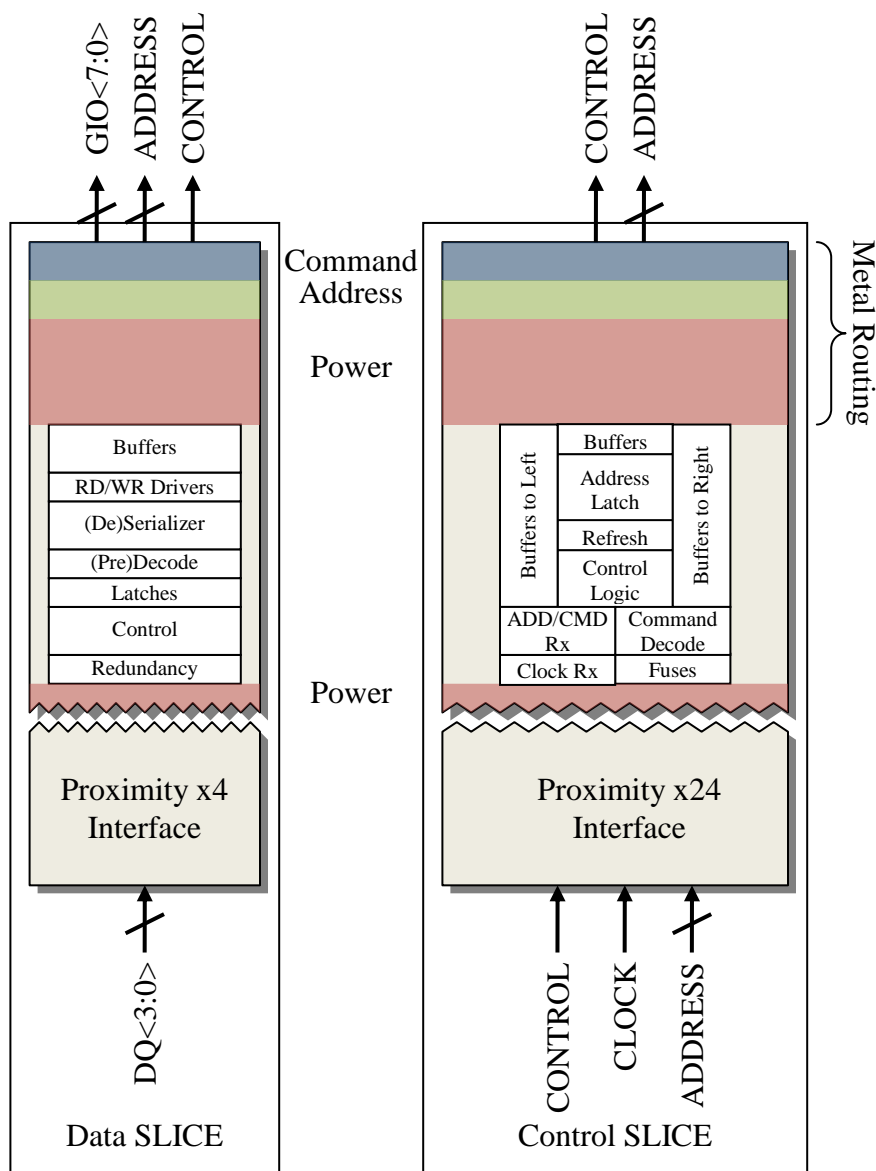 GIO<7:0>
ADDRESS
CONTROL
CONTROL
ADDRESS
Command
Address
Power
Metal Routing
Buffers
RD/WR Drivers
(De)Serializer
(Pre)Decode
Latches
Control
Redundancy
Buffers to Left
Buffers
Address
Latch
Refresh
Control
Logic
Buffers to Right
ADD/CMD
Rx
Command
Decode
Clock Rx
Fuses
Power
Proximity x4
Interface
Proximity x24
Interface
DQ<3:0>
CONTROL
CLOCK
ADDRESS
Data SLICE
Control SLICE